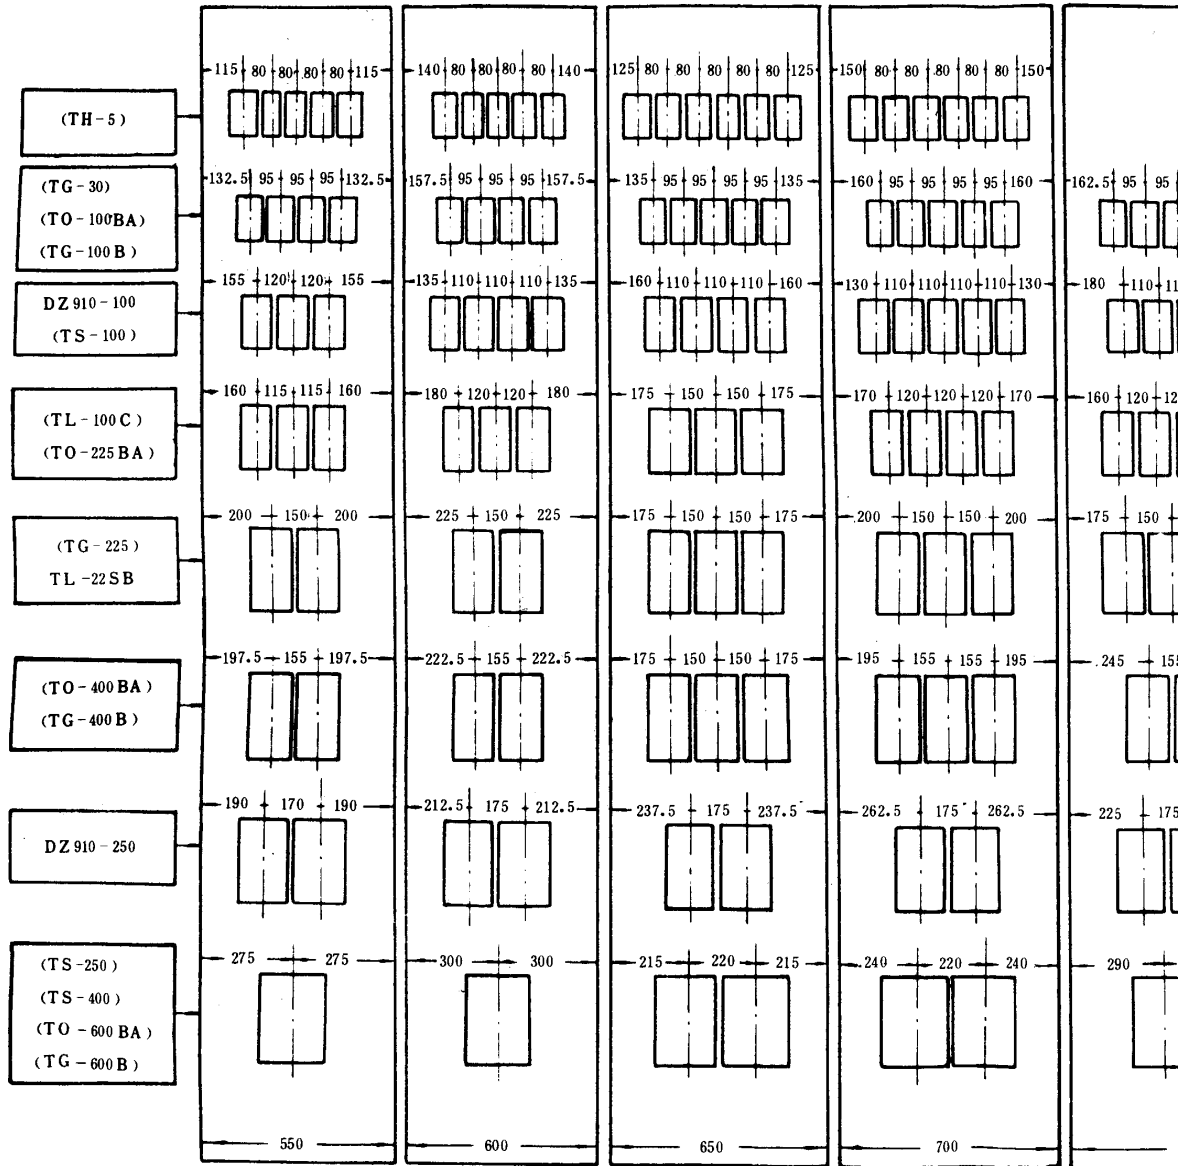 115 80 80 80 80 115 140 80 80 80 80 140 125 80 80 80 80 80 125 150 80 80 80 80 80 150
(TH-5)
132.5 95 95 95 132.5 157.5 95 95 95 157.5 135 95 95 95 95 135 160 95 95 95 95 160 162.5 95 95
(TG-30)
(TO-100BA)
(TG-100B)
155 120 120 155 135 110 110 110 135 160 110 110 110 160 130 110 110 110 110 130 180 110
DZ910-100
(TS-100)
160 115 115 160 180 120 120 180 175 150 150 175 170 120 120 120 170 160 120
(TL-100C)
(TO-225BA)
200 150 200 225 150 225 175 150 150 175 200 150 150 200 175 150
(TG-225)
TL-22SB
197.5 155 197.5 222.5 155 222.5 175 150 150 175 195 155 155 195 245 155
(TO-400BA)
(TG-400B)
190 170 190 212.5 175 212.5 237.5 175 237.5 262.5 175 262.5 225 175
DZ910-250
275 275 300 300 215 220 215 240 220 240 290
(TS-250)
(TS-400)
(TO-600BA)
(TG-600B)
550 600 650 700